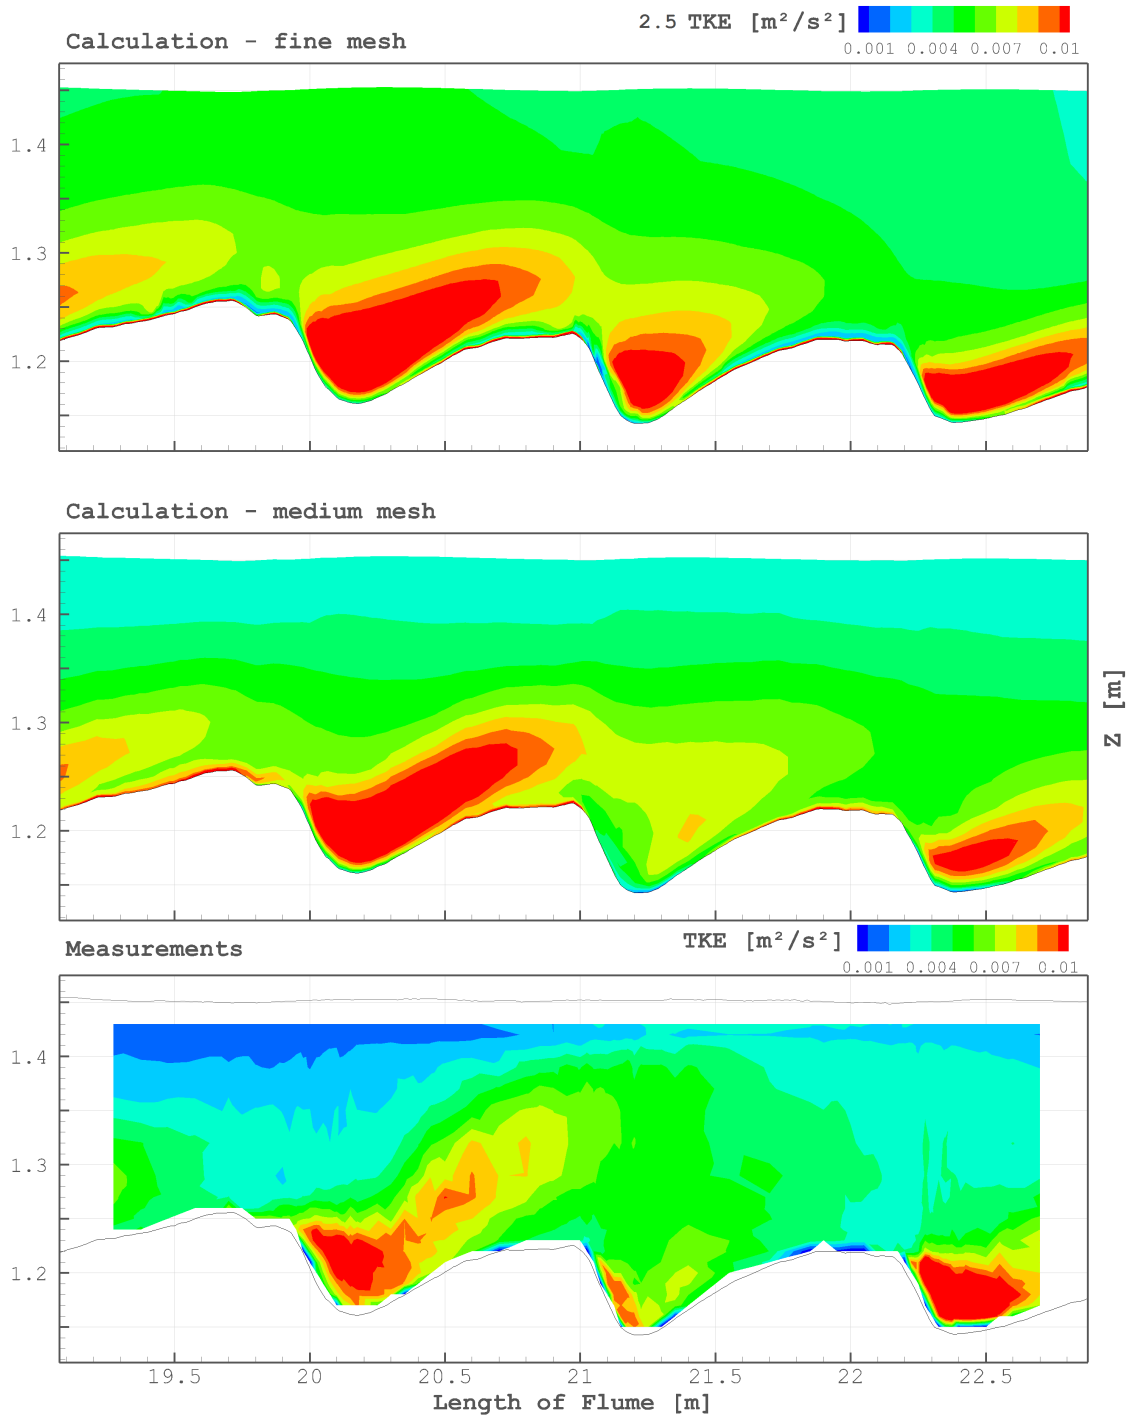 2.5 TKE [m²/s²]
0.001 0.004 0.007 0.01
Calculation - fine mesh
1.4
1.3
1.2
Calculation - medium mesh
1.4
1.3
1.2
Z [m]
TKE [m²/s²]
0.001 0.004 0.007 0.01
Measurements
1.4
1.3
1.2
19.5 20 20.5 21 21.5 22 22.5
Length of Flume [m]